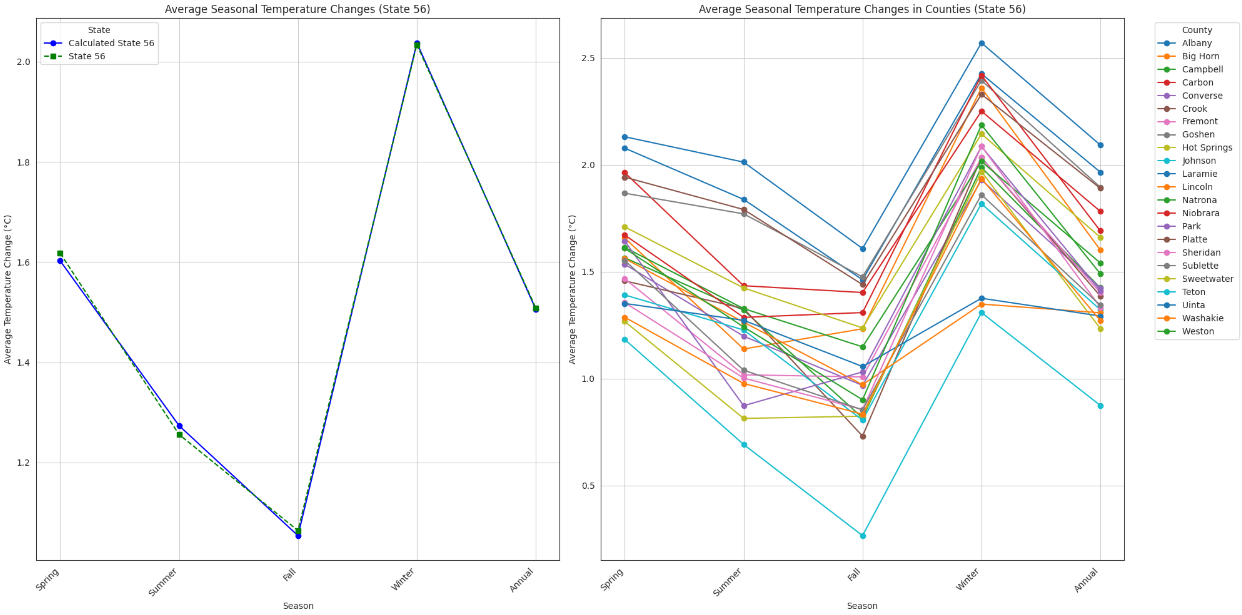 Average Seasonal Temperature Changes (State 56)
State
Calculated State 56
State 56
2.0
1.8
1.6
1.4
1.2
Average Temperature Change (°C)
Spring
Summer
Fall
Winter
Annual
Season
Average Seasonal Temperature Changes in Counties (State 56)
2.5
2.0
1.5
1.0
0.5
Average Temperature Change (°C)
Spring
Summer
Fall
Winter
Annual
Season
County
Albany
Big Horn
Campbell
Carbon
Converse
Crook
Fremont
Goshen
Hot Springs
Johnson
Laramie
Lincoln
Natrona
Niobrara
Park
Platte
Sheridan
Sublette
Sweetwater
Teton
Uinta
Washakie
Weston